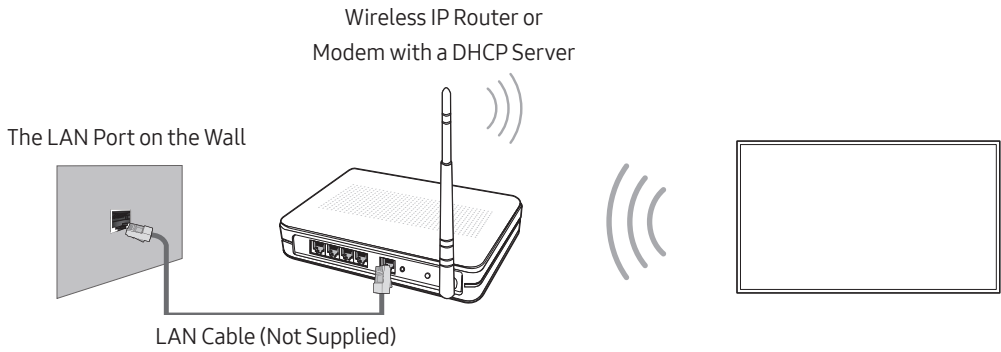 Wireless IP Router or
Modem with a DHCP Server
The LAN Port on the Wall
LAN Cable (Not Supplied)